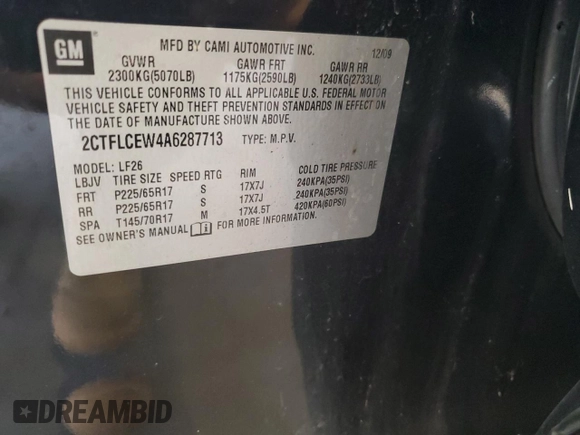 GM
MFD BY CAMI AUTOMOTIVE INC. 12/09
GVWR GAWR FRT GAWR RR
2300KG(5070LB) 1175KG(2590LB) 1240KG(2733LB)
THIS VEHICLE CONFORMS TO ALL APPLICABLE U.S. FEDERAL MOTOR
VEHICLE SAFETY AND THEFT PREVENTION STANDARDS IN EFFECT ON
THE DATE OF MANUFACTURE SHOWN ABOVE.
2CTFLCEW4A6287713 TYPE: M.P.V.
MODEL: LF26
LBJV TIRE SIZE SPEED RTG RIM COLD TIRE PRESSURE
FRT P225/65R17 S 17X7J 240KPA(35PSI)
RR P225/65R17 S 17X7J 240KPA(35PSI)
SPA T145/70R17 M 17X4.5T 420KPA(60PSI)
SEE OWNER'S MANUAL FOR MORE INFORMATION.
DREAMBID